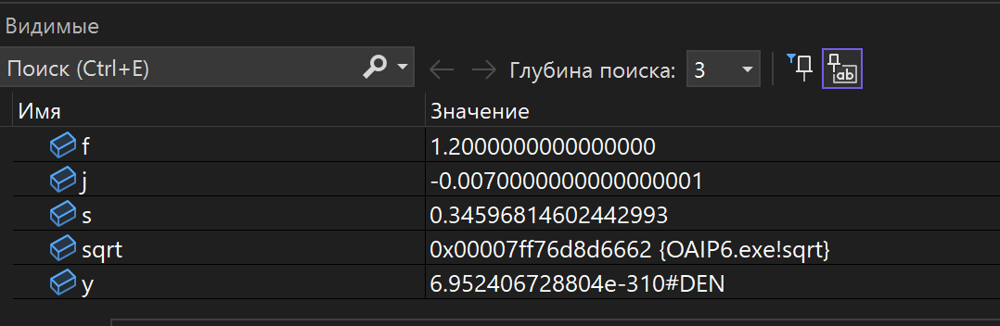 Видимые
Поиск (Ctrl+E) Глубина поиска: 3 ab
Имя Значение
f 1.2000000000000000
j -0.0070000000000000001
s 0.34596814602442993
sqrt 0x00007ff76d8d6662 {OAIP6.exe!sqrt}
y 6.952406728804e-310#DEN